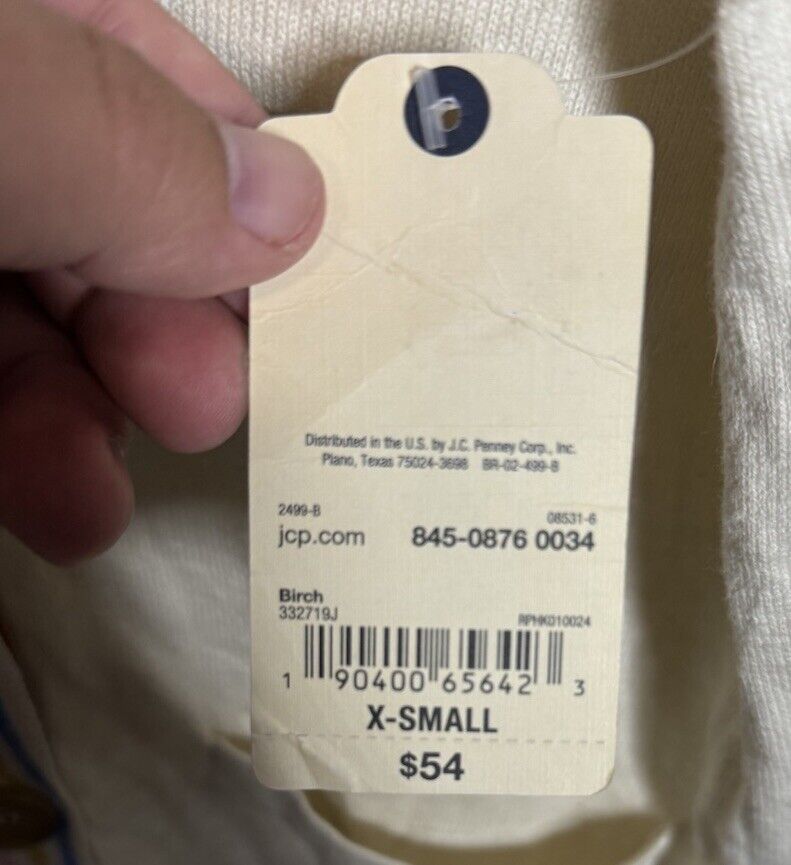 Distributed in the U.S. by J.C. Penney Corp., Inc.
Plano, Texas 75024-3698 BR-02-499-B
2499-B 08531-6
jcp.com 845-0876 0034
Birch
332719J RPHK010024
1 90400 65642 3
X-SMALL
$54